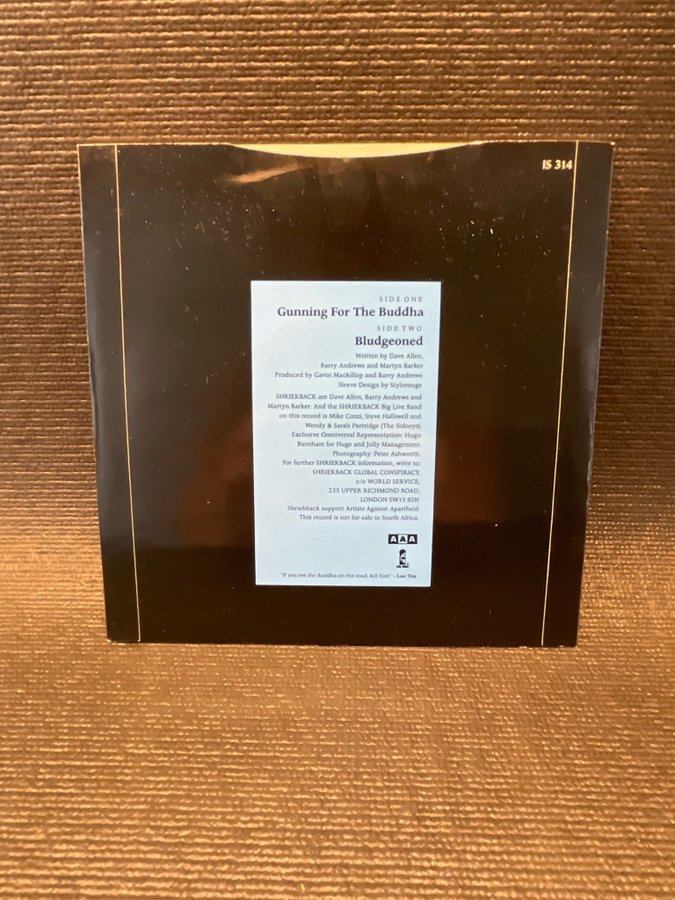 IS 314
SIDE ONE
Gunning For The Buddha
SIDE TWO
Bludgeoned
Written by Dave Allen,
Barry Andrews and Martyn Barker
Produced by Gavin Mackillop and Barry Andrews
Sleeve Design by Stylorouge
SHRIEKBACK are Dave Allen, Barry Andrews and
Martyn Barker. And the SHRIEKBACK Big Live Band
on this record is Mike Cozzi, Steve Halliwell and
Wendy & Sarah Partridge (The Sidneys).
Exclusive Omniversal Representation: Hugo
Burnham for Huge and Jolly Management.
Photography: Peter Ashworth.
For further SHRIEKBACK information, write to:
SHRIEKBACK GLOBAL CONSPIRACY,
c/o WORLD SERVICE,
235 UPPER RICHMOND ROAD,
LONDON SW15 6SN
Shriekback support Artists Against Apartheid
This record is not for sale in South Africa.
AAA
"If you see the Buddha on the road, kill him" – Lao Tsu